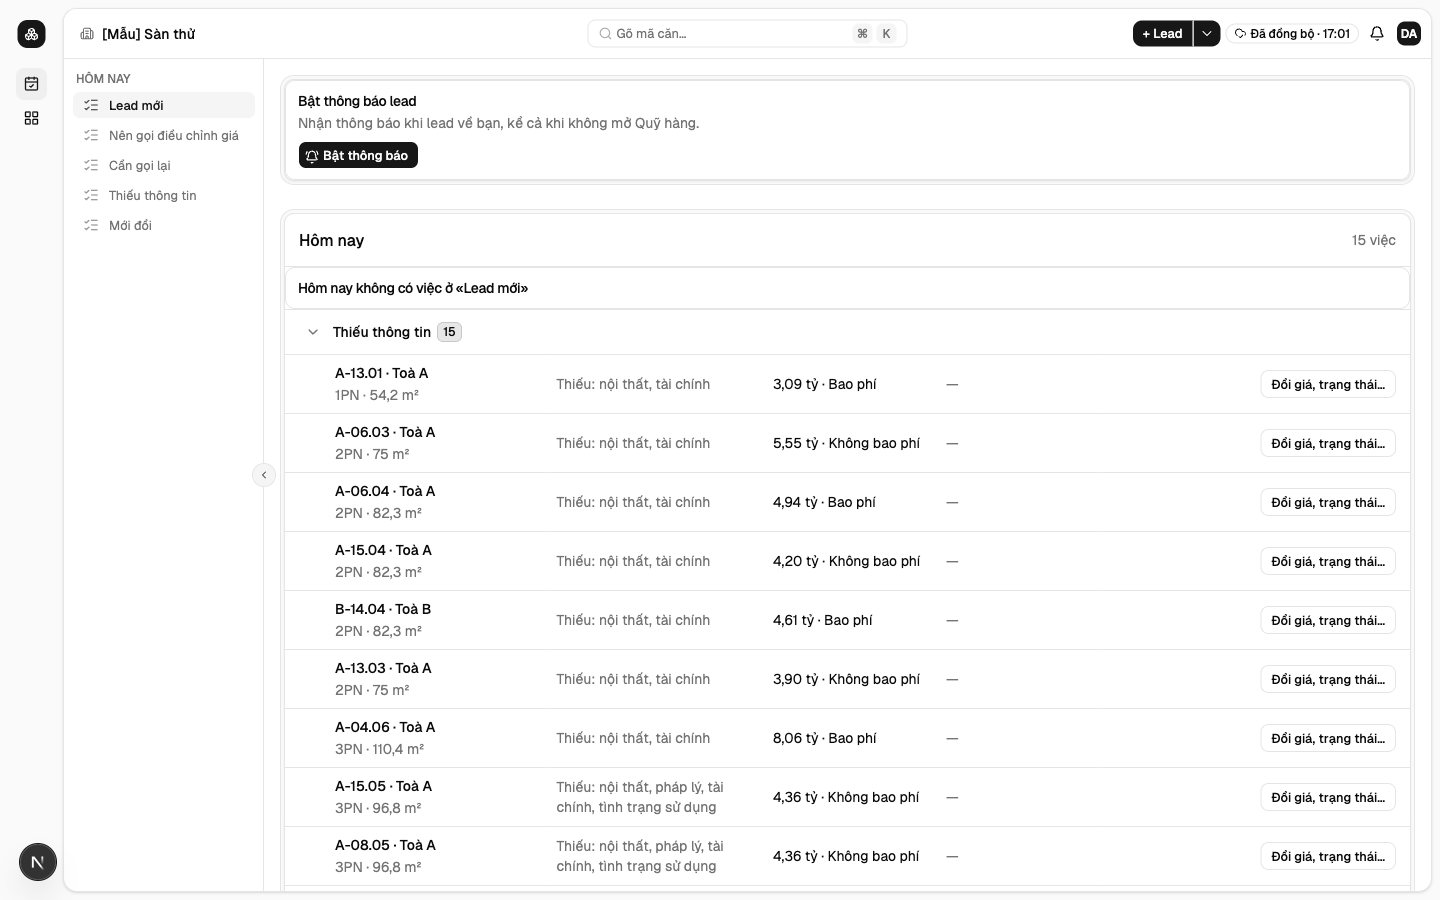 [Mẫu] Sàn thử
Gõ mã căn...
⌘ K
+ Lead
Đã đồng bộ · 17:01
DA
HÔM NAY
Lead mới
Nên gọi điều chỉnh giá
Cần gọi lại
Thiếu thông tin
Mới đổi
N
Bật thông báo lead
Nhận thông báo khi lead về bạn, kể cả khi không mở Quỹ hàng.
Bật thông báo
Hôm nay
15 việc
Hôm nay không có việc ở «Lead mới»
Thiếu thông tin 15
A-13.01 · Toà A
1PN · 54,2 m²
Thiếu: nội thất, tài chính
3,09 tỷ · Bao phí
—
Đổi giá, trạng thái...
A-06.03 · Toà A
2PN · 75 m²
Thiếu: nội thất, tài chính
5,55 tỷ · Không bao phí
—
Đổi giá, trạng thái...
A-06.04 · Toà A
2PN · 82,3 m²
Thiếu: nội thất, tài chính
4,94 tỷ · Bao phí
—
Đổi giá, trạng thái...
A-15.04 · Toà A
2PN · 82,3 m²
Thiếu: nội thất, tài chính
4,20 tỷ · Không bao phí
—
Đổi giá, trạng thái...
B-14.04 · Toà B
2PN · 82,3 m²
Thiếu: nội thất, tài chính
4,61 tỷ · Bao phí
—
Đổi giá, trạng thái...
A-13.03 · Toà A
2PN · 75 m²
Thiếu: nội thất, tài chính
3,90 tỷ · Không bao phí
—
Đổi giá, trạng thái...
A-04.06 · Toà A
3PN · 110,4 m²
Thiếu: nội thất, tài chính
8,06 tỷ · Bao phí
—
Đổi giá, trạng thái...
A-15.05 · Toà A
3PN · 96,8 m²
Thiếu: nội thất, pháp lý, tài
chính, tình trạng sử dụng
4,36 tỷ · Không bao phí
—
Đổi giá, trạng thái...
A-08.05 · Toà A
3PN · 96,8 m²
Thiếu: nội thất, pháp lý, tài
chính, tình trạng sử dụng
4,36 tỷ · Không bao phí
—
Đổi giá, trạng thái...